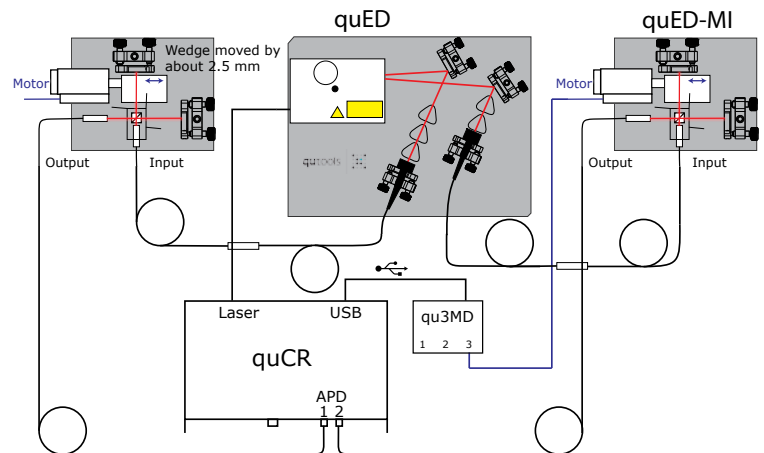 quED
quED-MI
Wedge moved by
about 2.5 mm
Motor
Output
Input
qutools
Motor
Output
Input
Laser
USB
qu3MD
1 2 3
quCR
APD
1 2